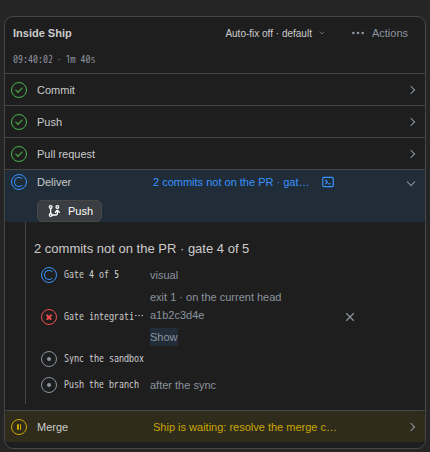 Inside Ship
Auto-fix off · default
··· Actions
09:40:02 · 1m 40s
Commit
Push
Pull request
Deliver 2 commits not on the PR · gat…
Push
2 commits not on the PR · gate 4 of 5
Gate 4 of 5 visual
exit 1 · on the current head
Gate integrati… a1b2c3d4e
Show
Sync the sandbox
Push the branch after the sync
Merge Ship is waiting: resolve the merge c…